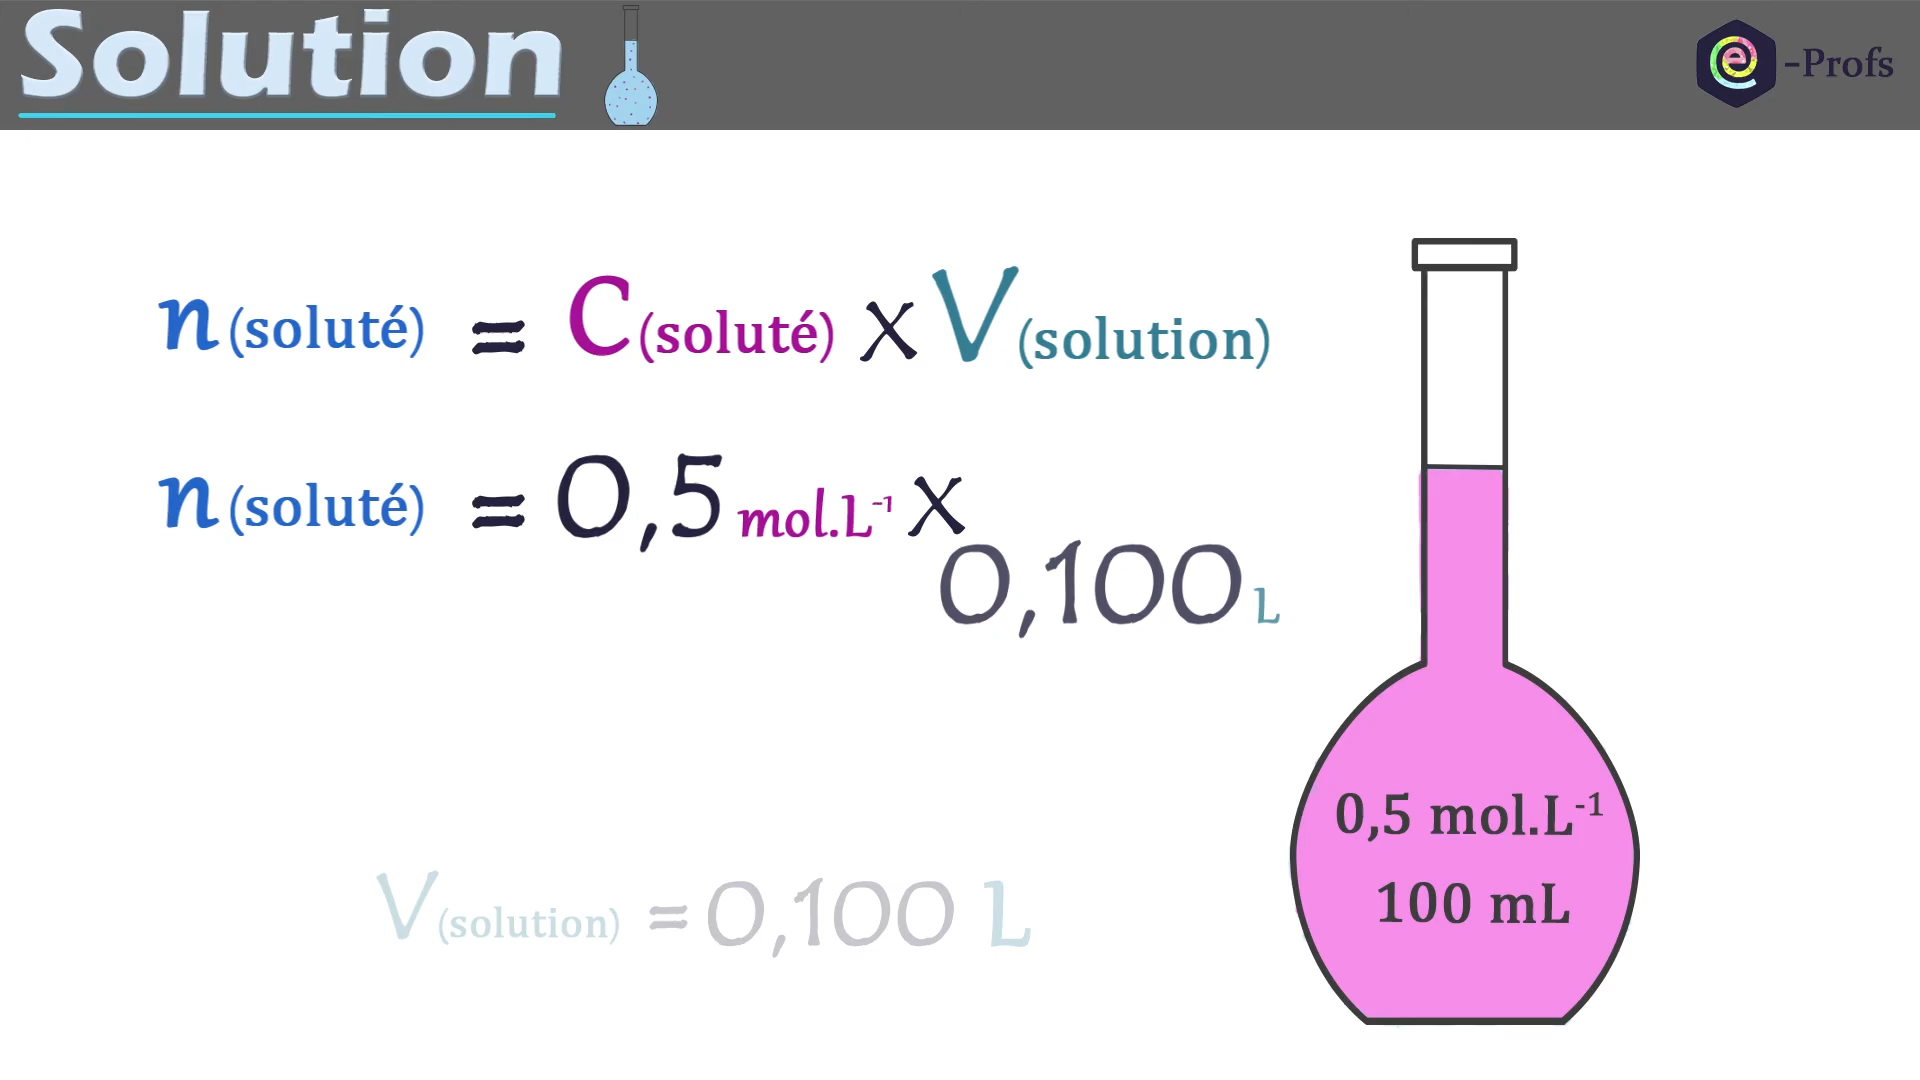 Solution
e-Profs
n(soluté) = C(soluté) x V(solution)
n(soluté) = 0,5 mol.L⁻¹ x
0,100 L
0,5 mol.L⁻¹
100 mL
V(solution) = 0,100 L